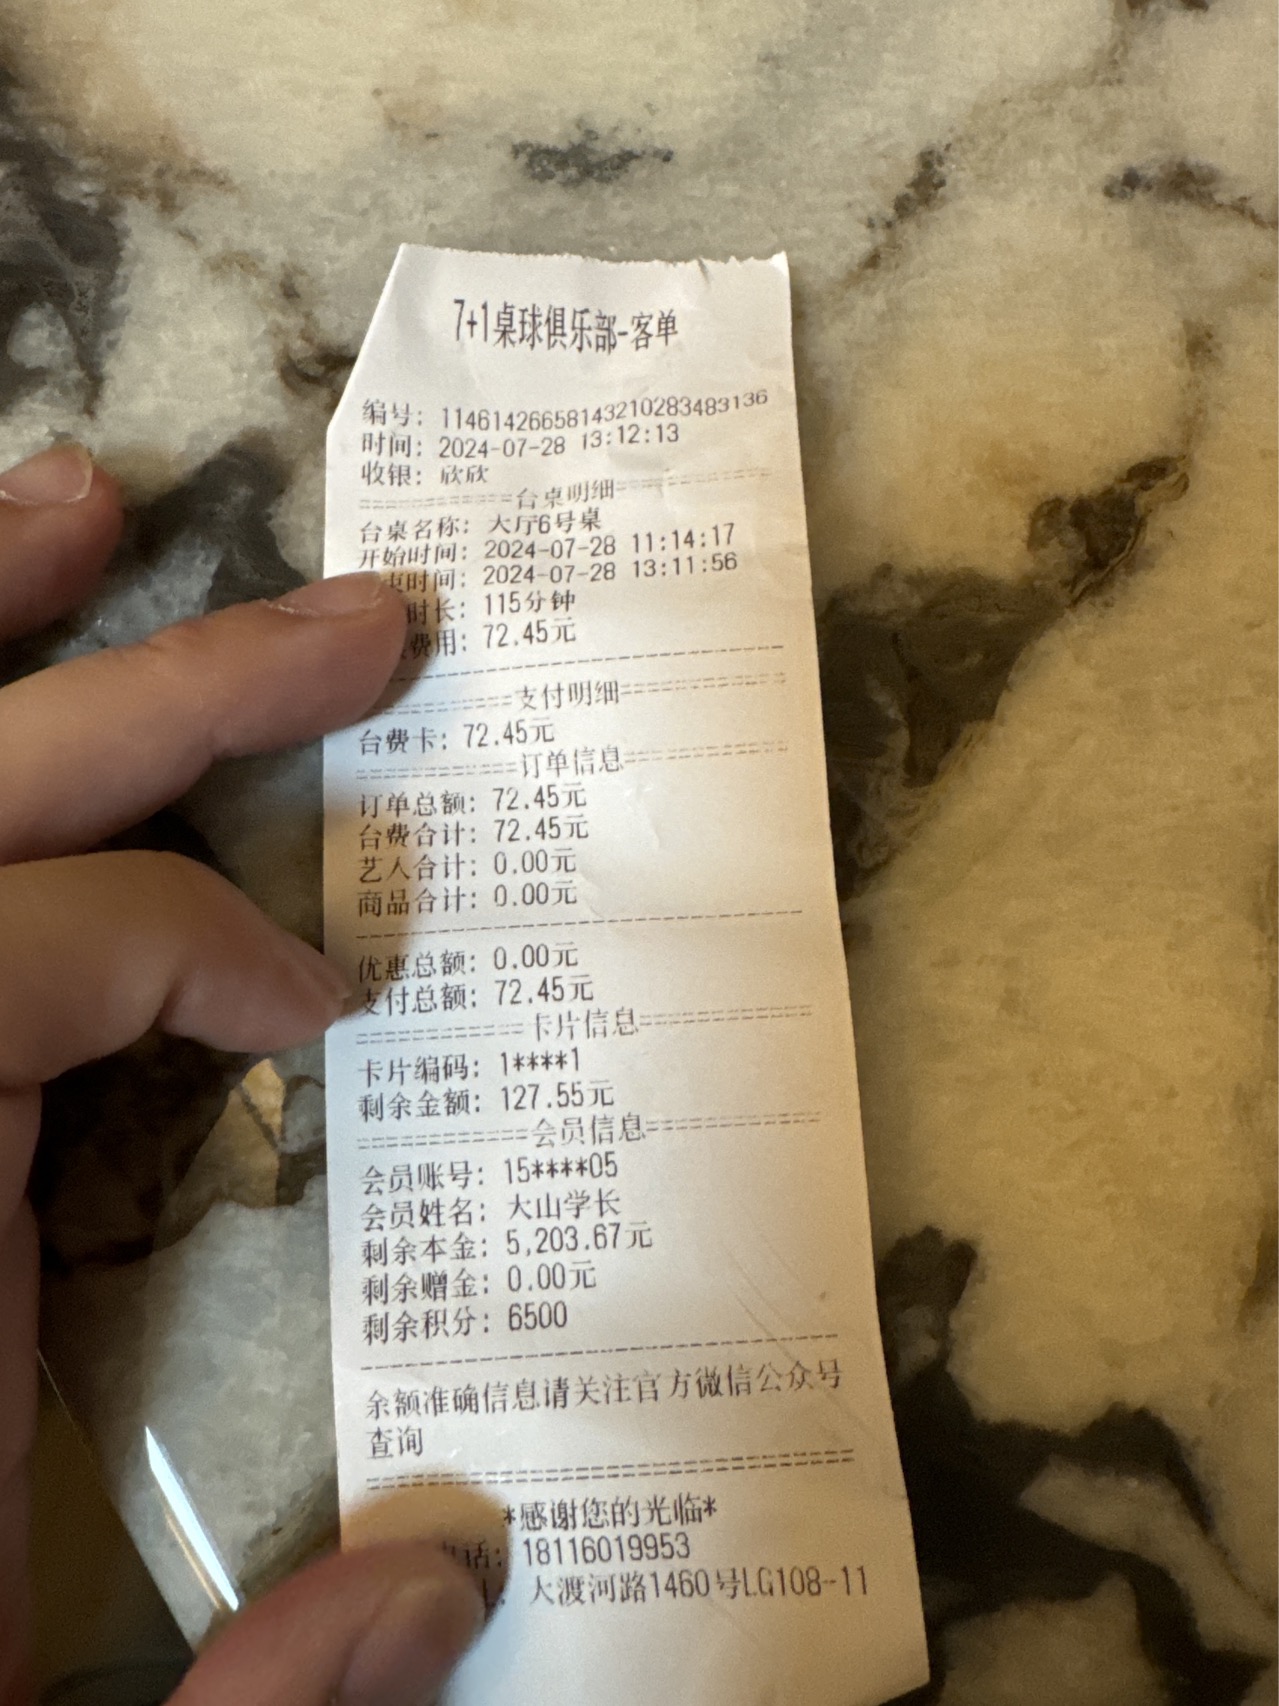 7+1桌球俱乐部-客单
编号: 1146142665814321028348​3136
时间: 2024-07-28 13:12:13
收银: 欣欣
============台桌明细============
台桌名称: 大厅6号桌
开始时间: 2024-07-28 11:14:17
束时间: 2024-07-28 13:11:56
时长: 115分钟
费用: 72.45元
============支付明细============
台费卡: 72.45元
============订单信息============
订单总额: 72.45元
台费合计: 72.45元
艺人合计: 0.00元
商品合计: 0.00元
优惠总额: 0.00元
支付总额: 72.45元
============卡片信息============
卡片编码: 1****1
剩余金额: 127.55元
============会员信息============
会员账号: 15****05
会员姓名: 大山学长
剩余本金: 5,203.67元
剩余赠金: 0.00元
剩余积分: 6500
余额准确信息请关注官方微信公众号
查询
*感谢您的光临*
话: 18116019953
大渡河路1460号LG108-11